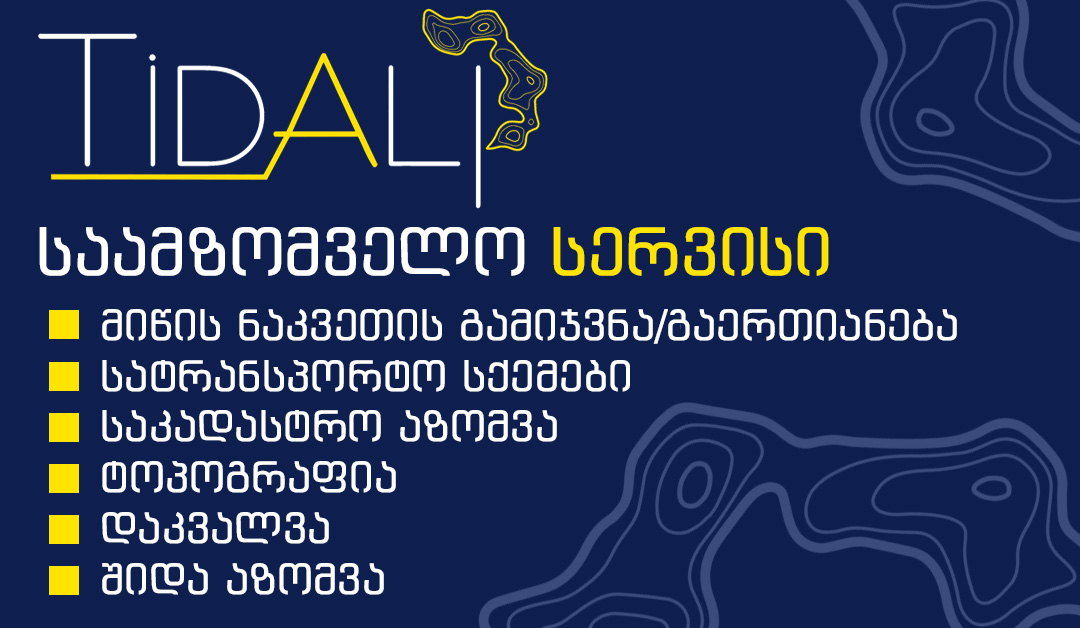 TiDALI
საამზომველო სერვისი
მიწის ნაკვეთის გამიჯვნა/გაერთიანება
სატრანსპორტო სქემები
საკადასტრო აზომვა
ტოპოგრაფია
დაკვალვა
შიდა აზომვა